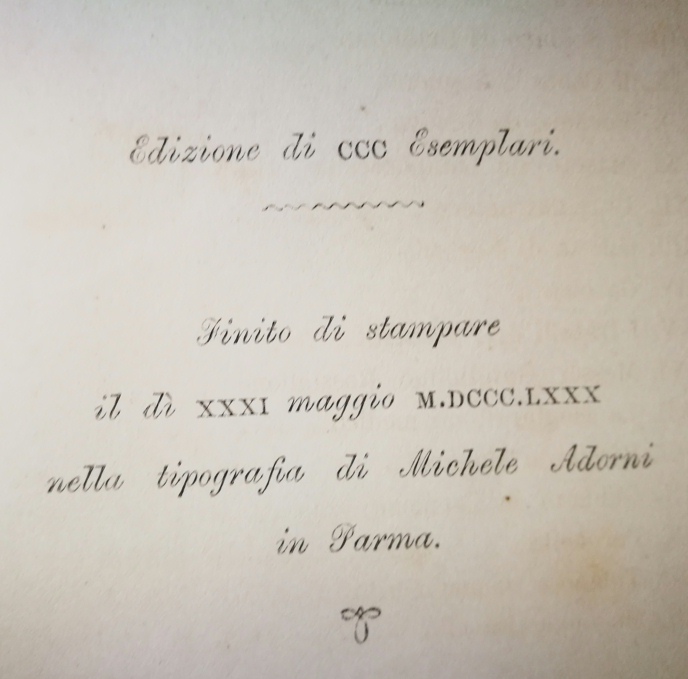 Edizione di CCC Esemplari.
Finito di stampare
il dì XXXI maggio M.DCCC.LXXX
nella tipografia di Michele Adorni
in Parma.